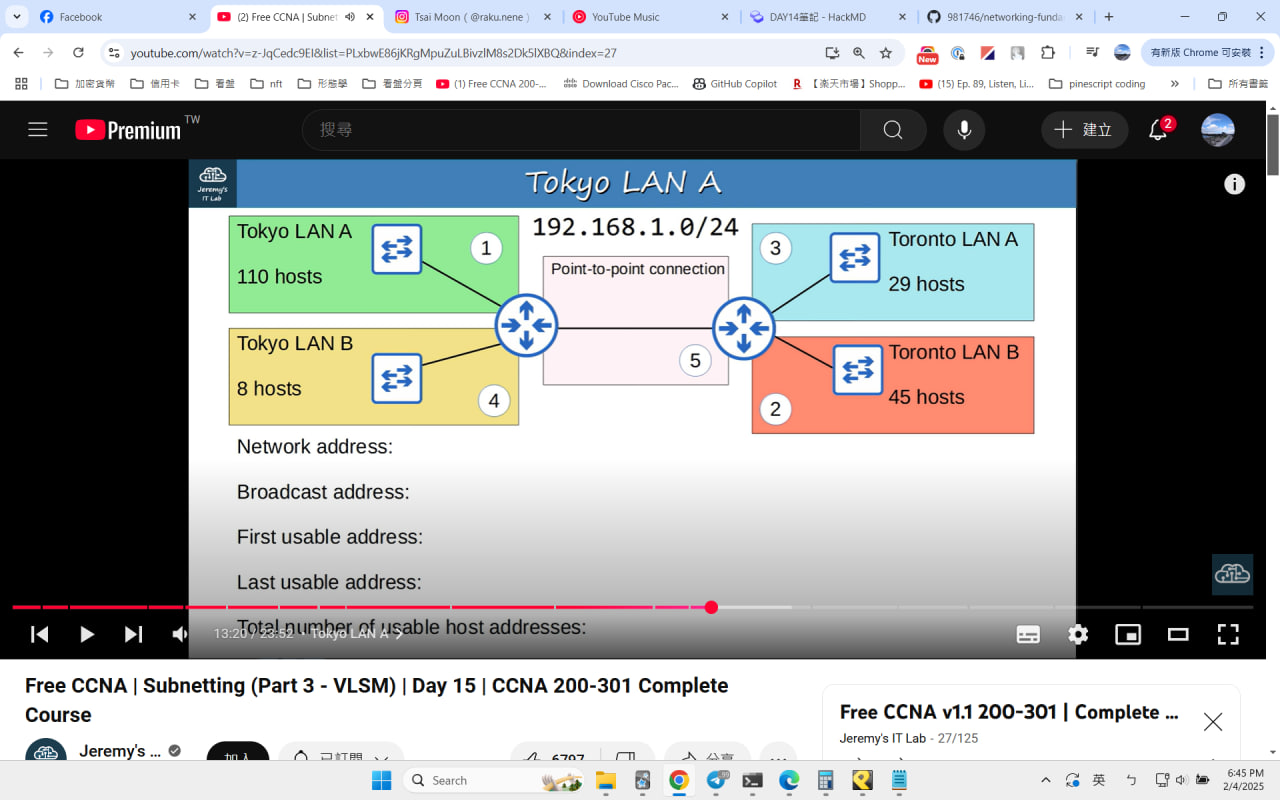 Facebook
(2) Free CCNA | Subnet
Tsai Moon (@raku.nene)
YouTube Music
DAY14筆記 - HackMD
981746/networking-funda
youtube.com/watch?v=z-JqCedc9EI&list=PLxbwE86jKRgMpuZuLBivzlM8s2Dk5lXBQ&index=27
New
有新版 Chrome 可安裝
加密貨幣
信用卡
看盤
nft
形態學
看盤分頁
(1) Free CCNA 200-...
Download Cisco Pac...
GitHub Copilot
【楽天市場】Shopp...
(15) Ep. 89, Listen, Li...
pinescript coding
所有書籤
Premium TW
搜尋
建立
2
Jeremy's
IT Lab
Tokyo LAN A
192.168.1.0/24
Tokyo LAN A
110 hosts
1
Point-to-point connection
5
3
Toronto LAN A
29 hosts
Tokyo LAN B
8 hosts
4
Toronto LAN B
45 hosts
2
Network address:
Broadcast address:
First usable address:
Last usable address:
Total number of usable host addresses:
13:20 / 23:52 • Tokyo LAN A
Free CCNA | Subnetting (Part 3 - VLSM) | Day 15 | CCNA 200-301 Complete
Course
Free CCNA v1.1 200-301 | Complete ...
Jeremy's IT Lab - 27/125
Jeremy's ...
加入
已訂閱
6797
分享
Search
99
英
6:45 PM
2/4/2025